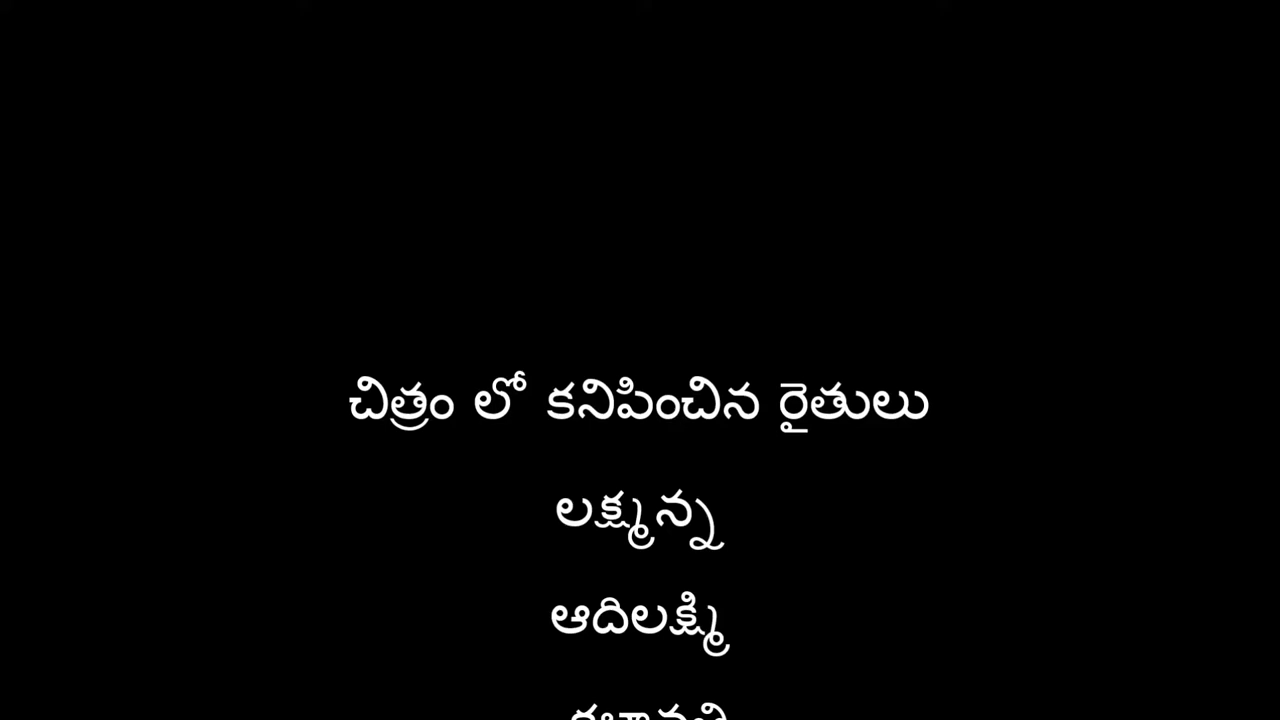 చిత్రం లో కనిపించిన రైతులు
లక్ష్మన్న
ఆదిలక్ష్మి